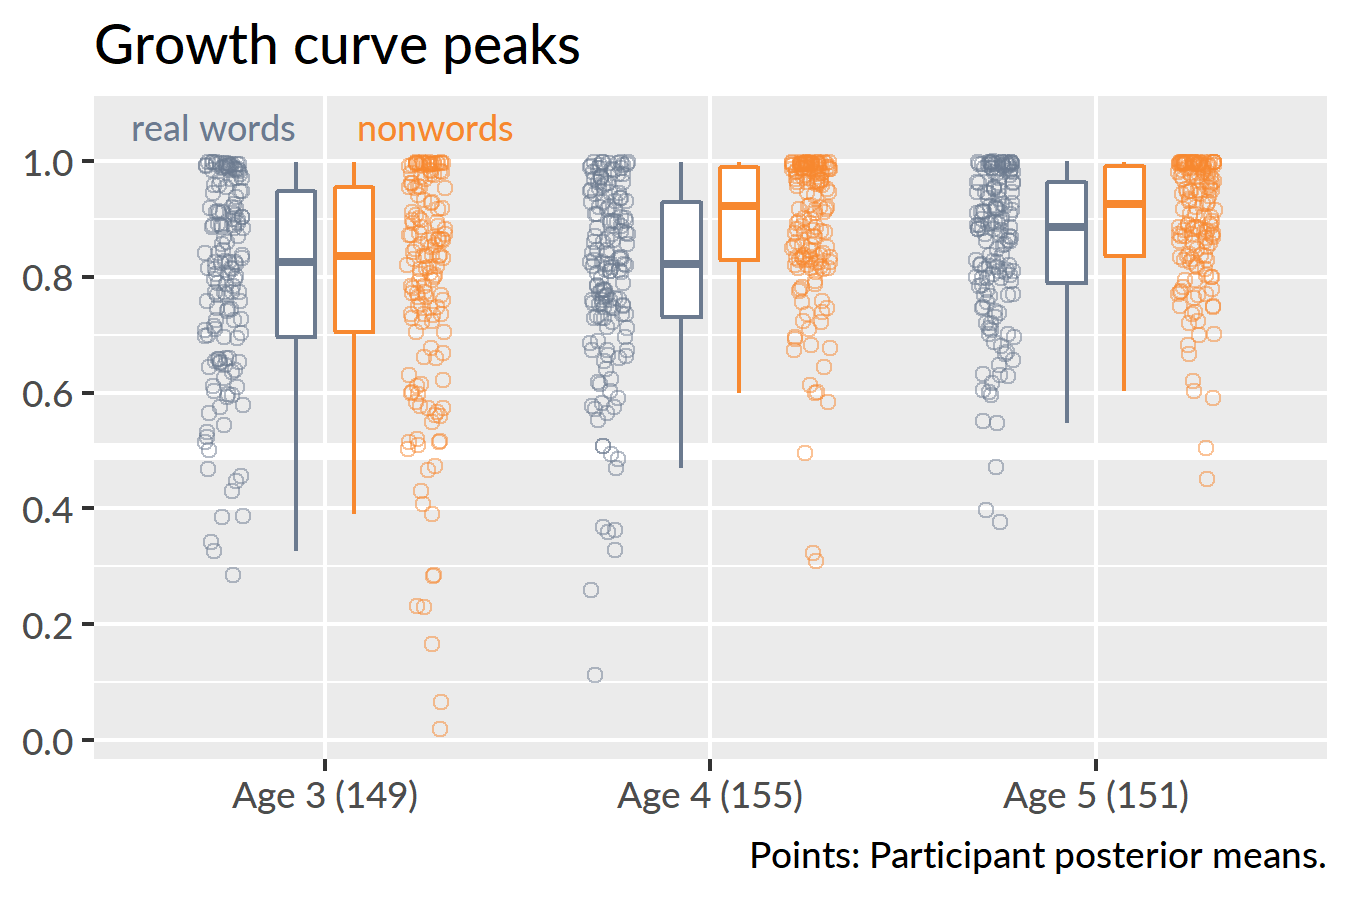 Growth curve peaks
real words nonwords
1.0
0.8
0.6
0.4
0.2
0.0
Age 3 (149) Age 4 (155) Age 5 (151)
Points: Participant posterior means.